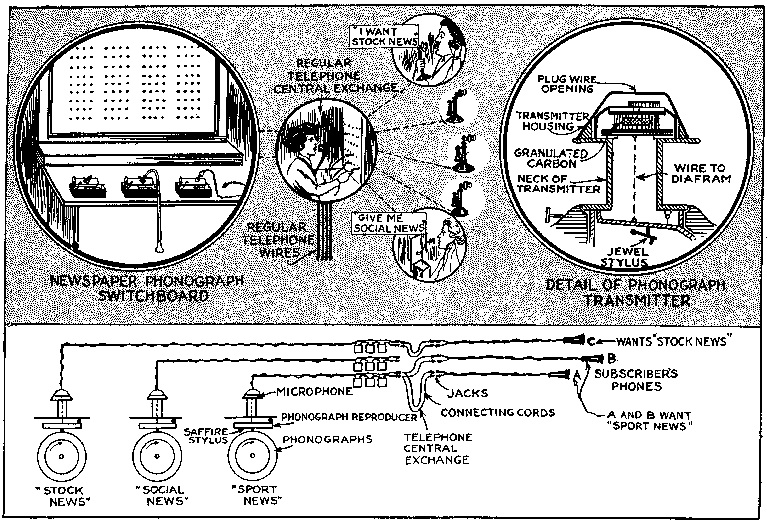 "I WANT
STOCK NEWS"
REGULAR
TELEPHONE
CENTRAL EXCHANGE
"GIVE ME
SOCIAL NEWS"
REGULAR
TELEPHONE
WIRES
NEWSPAPER PHONOGRAPH
SWITCHBOARD
PLUG WIRE
OPENING
TRANSMITTER
HOUSING
GRANULATED
CARBON
NECK OF
TRANSMITTER
WIRE TO
DIAFRAM
JEWEL
STYLUS
DETAIL OF PHONOGRAPH
TRANSMITTER
C
WANTS "STOCK NEWS"
B
A
SUBSCRIBER'S
PHONES
A AND B WANT
"SPORT NEWS"
MICROPHONE
JACKS
CONNECTING CORDS
PHONOGRAPH REPRODUCER
SAFFIRE
STYLUS
PHONOGRAPHS
TELEPHONE
CENTRAL
EXCHANGE
"STOCK
NEWS"
"SOCIAL
NEWS"
"SPORT
NEWS"